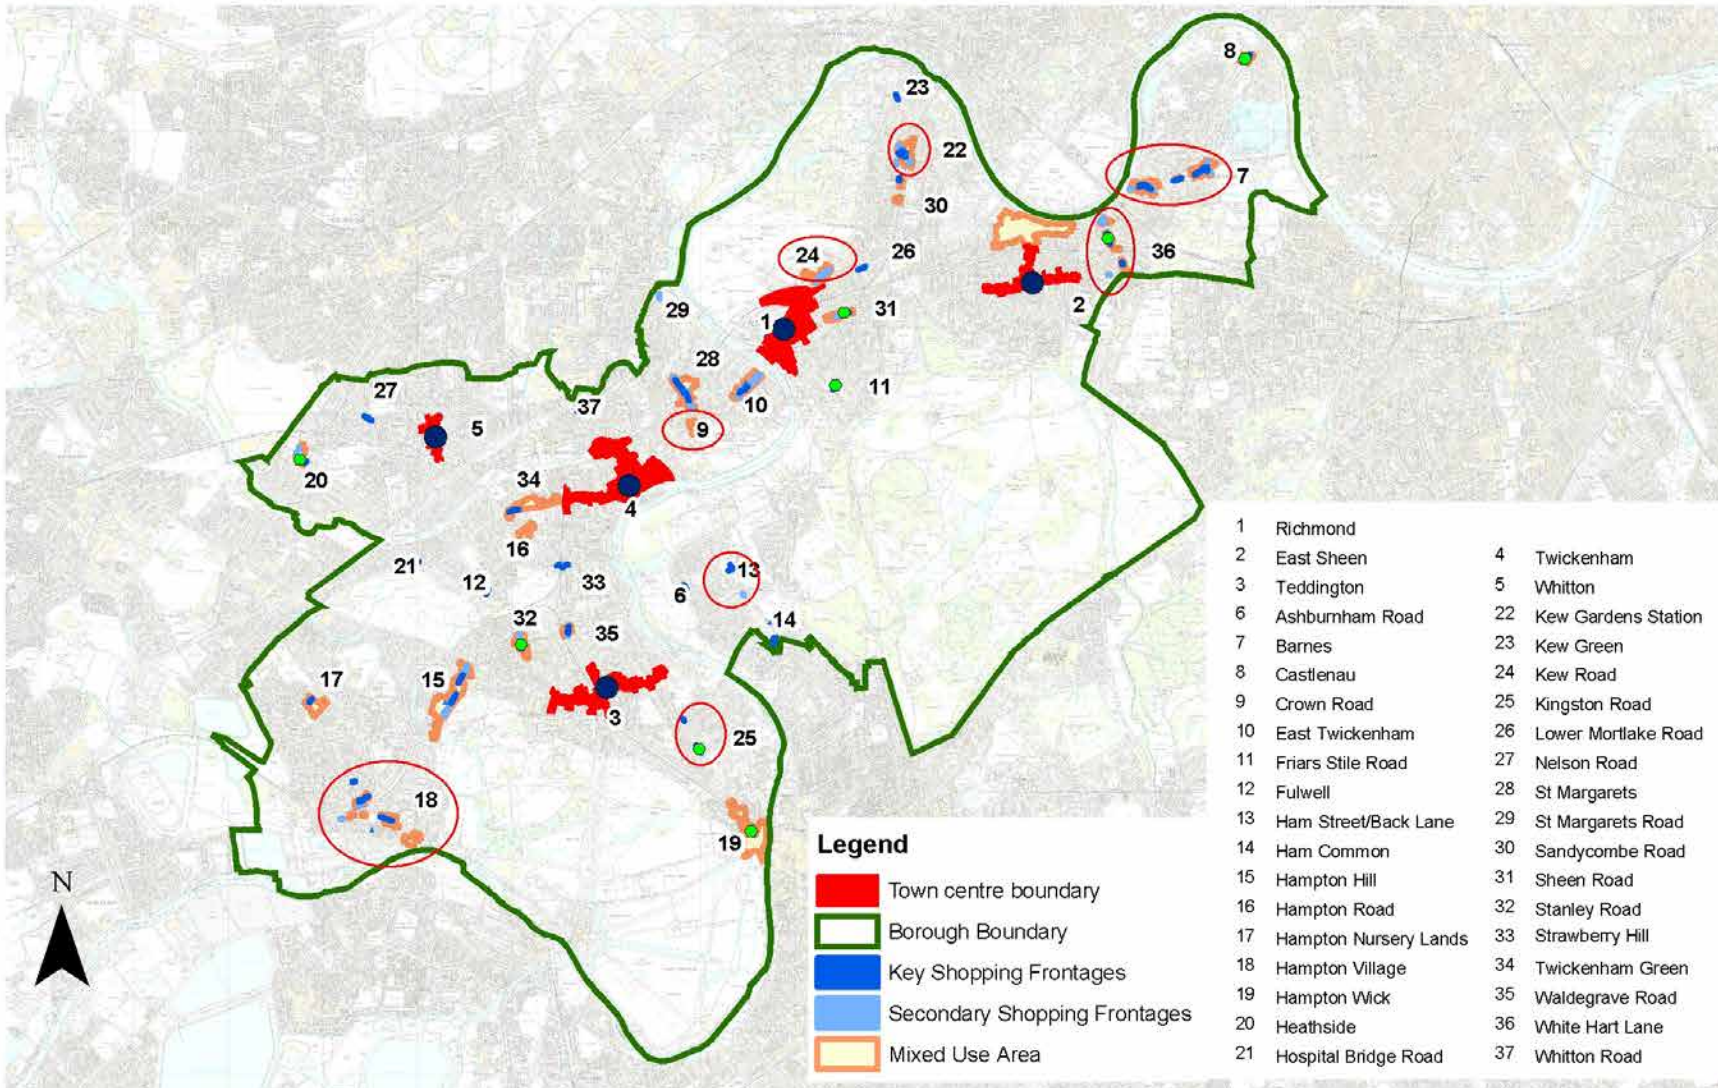 8
23
22
7
30
24
26
36
29
31
2
1
28
27
37
10
11
5
9
20
34
4
16
21
12
33
6
13
32
35
14
17
15
3
25
18
19
N
Legend
Town centre boundary
Borough Boundary
Key Shopping Frontages
Secondary Shopping Frontages
Mixed Use Area
1 Richmond
2 East Sheen
3 Teddington
6 Ashburnham Road
7 Barnes
8 Castlenau
9 Crown Road
10 East Twickenham
11 Friars Stile Road
12 Fulwell
13 Ham Street/Back Lane
14 Ham Common
15 Hampton Hill
16 Hampton Road
17 Hampton Nursery Lands
18 Hampton Village
19 Hampton Wick
20 Heathside
21 Hospital Bridge Road
4 Twickenham
5 Whitton
22 Kew Gardens Station
23 Kew Green
24 Kew Road
25 Kingston Road
26 Lower Mortlake Road
27 Nelson Road
28 St Margarets
29 St Margarets Road
30 Sandycombe Road
31 Sheen Road
32 Stanley Road
33 Strawberry Hill
34 Twickenham Green
35 Waldegrave Road
36 White Hart Lane
37 Whitton Road